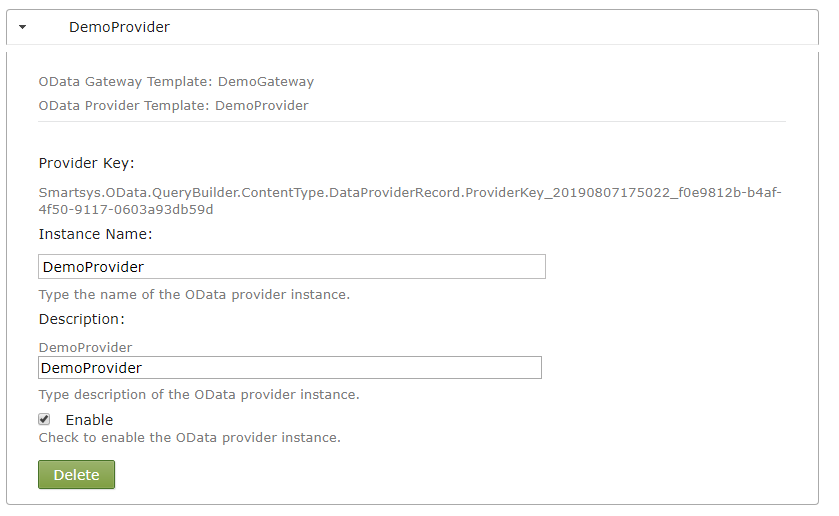 DemoProvider
OData Gateway Template: DemoGateway
OData Provider Template: DemoProvider
Provider Key:
Smartsys.OData.QueryBuilder.ContentType.DataProviderRecord.ProviderKey_20190807175022_f0e9812b-b4af-
4f50-9117-0603a93db59d
Instance Name:
DemoProvider
Type the name of the OData provider instance.
Description:
DemoProvider
DemoProvider
Type description of the OData provider instance.
Enable
Check to enable the OData provider instance.
Delete